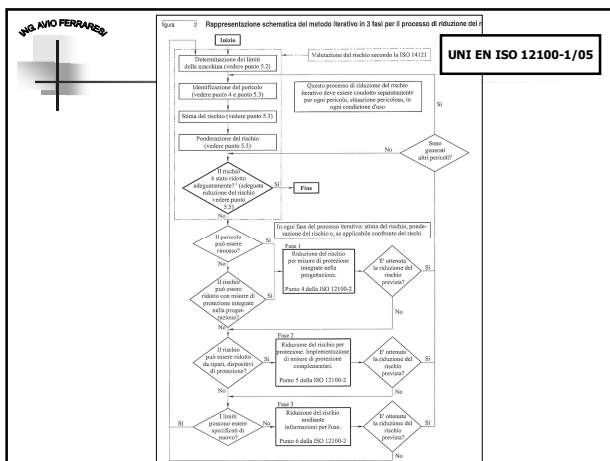 ING. AVIO FERRARESI
UNI EN ISO 12100-1/05
figura 2 Rappresentazione schematica del metodo iterativo in 3 fasi per il processo di riduzione del r
Inizio
Valutazione del rischio secondo la ISO 14121
Determinazione dei limiti
della macchina (vedere punto 5.2)
Identificazione del pericolo
(vedere punto 4 e punto 5.3)
Questo processo di riduzione del rischio
iterativo deve essere condotto separatamente
per ogni pericolo, situazione pericolosa, in
ogni condizione d'uso
Sì
Stima del rischio (vedere punto 5.3)
Ponderazione del rischio
(vedere punto 5.3)
No
Sono
generati
altri pericoli?
Il rischio
è stato ridotto
adeguatamente? (adeguata
riduzione del rischio
vedere punto
5.5)
Sì
Fine
No
In ogni fase del processo iterativo: stima del rischio, ponde-
razione del rischio e, se applicabile confronto dei rischi
Il pericolo
può essere
rimosso?
Sì
Fase 1
Riduzione del rischio
per misure di protezione
integrate nella
progettazione.
Punto 4 della ISO 12100-2
E' ottenuta
la riduzione del
rischio
prevista?
Sì
No
Il rischio
può essere
ridotto con misure di
protezione integrate
nella proget-
tazione?
Sì
No
No
Fase 2
Il rischio
può essere ridotto
da ripari, dispositivi
di protezione?
Sì
Riduzione del rischio per
protezione. Implementazione
di misure di protezione
complementari.
Punto 5 della ISO 12100-2
E' ottenuta
la riduzione del
rischio
prevista?
Sì
No
No
Fase 3
Sì
I limiti
possono essere
specificati di
nuovo?
No
Riduzione del rischio
mediante
informazioni per l'uso.
Punto 6 della ISO 12100-2
E' ottenuta
la riduzione del
rischio
prevista?
Sì
No